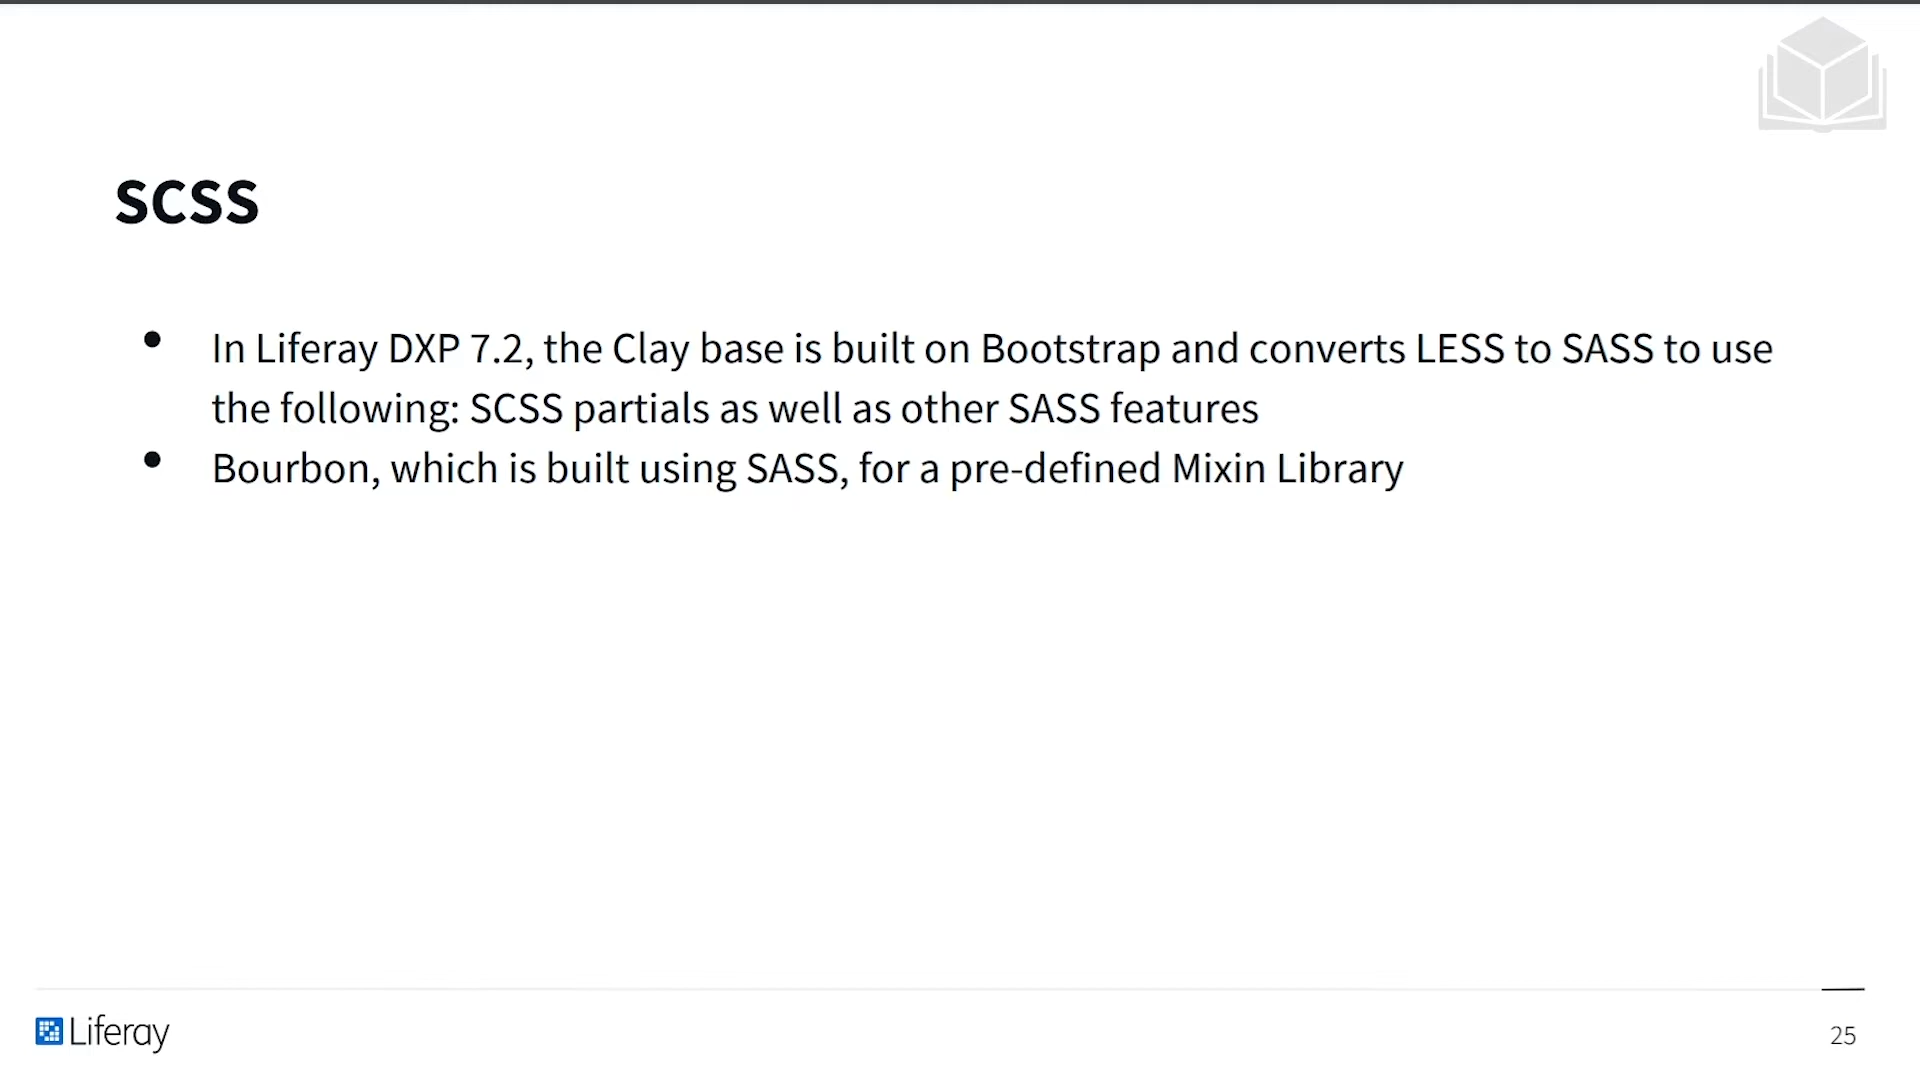 SCSS
• In Liferay DXP 7.2, the Clay base is built on Bootstrap and converts LESS to SASS to use
the following: SCSS partials as well as other SASS features
• Bourbon, which is built using SASS, for a pre-defined Mixin Library
Liferay
25